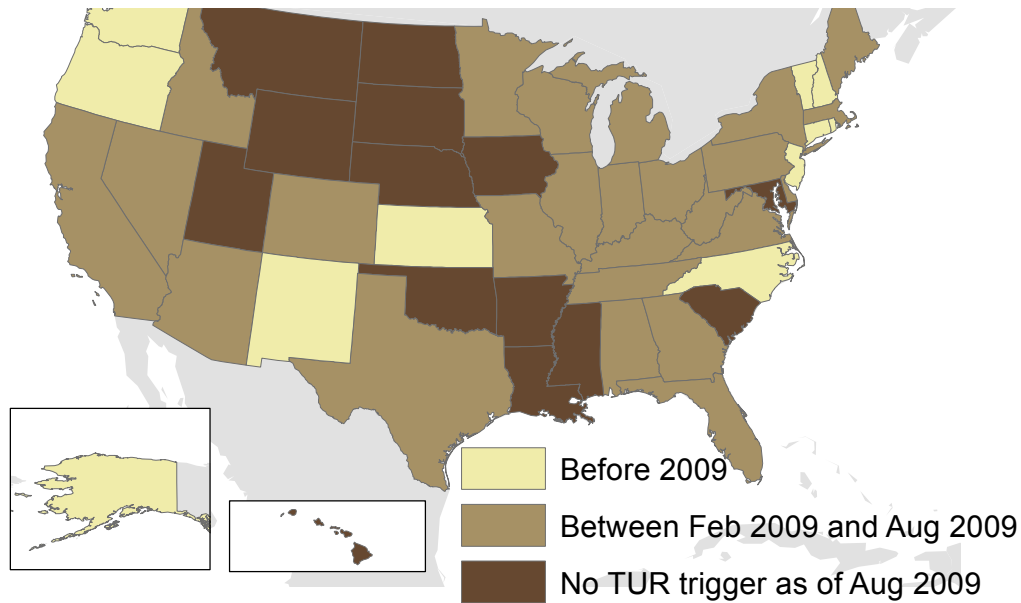 Before 2009
Between Feb 2009 and Aug 2009
No TUR trigger as of Aug 2009